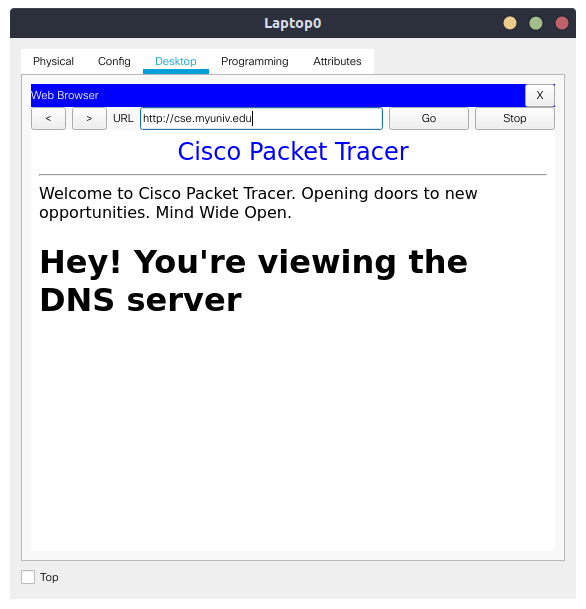 Laptop0
Physical Config Desktop Programming Attributes
Web Browser X
< > URL http://cse.myuniv.edu Go Stop
Cisco Packet Tracer
Welcome to Cisco Packet Tracer. Opening doors to new
opportunities. Mind Wide Open.
Hey! You're viewing the
DNS server
Top